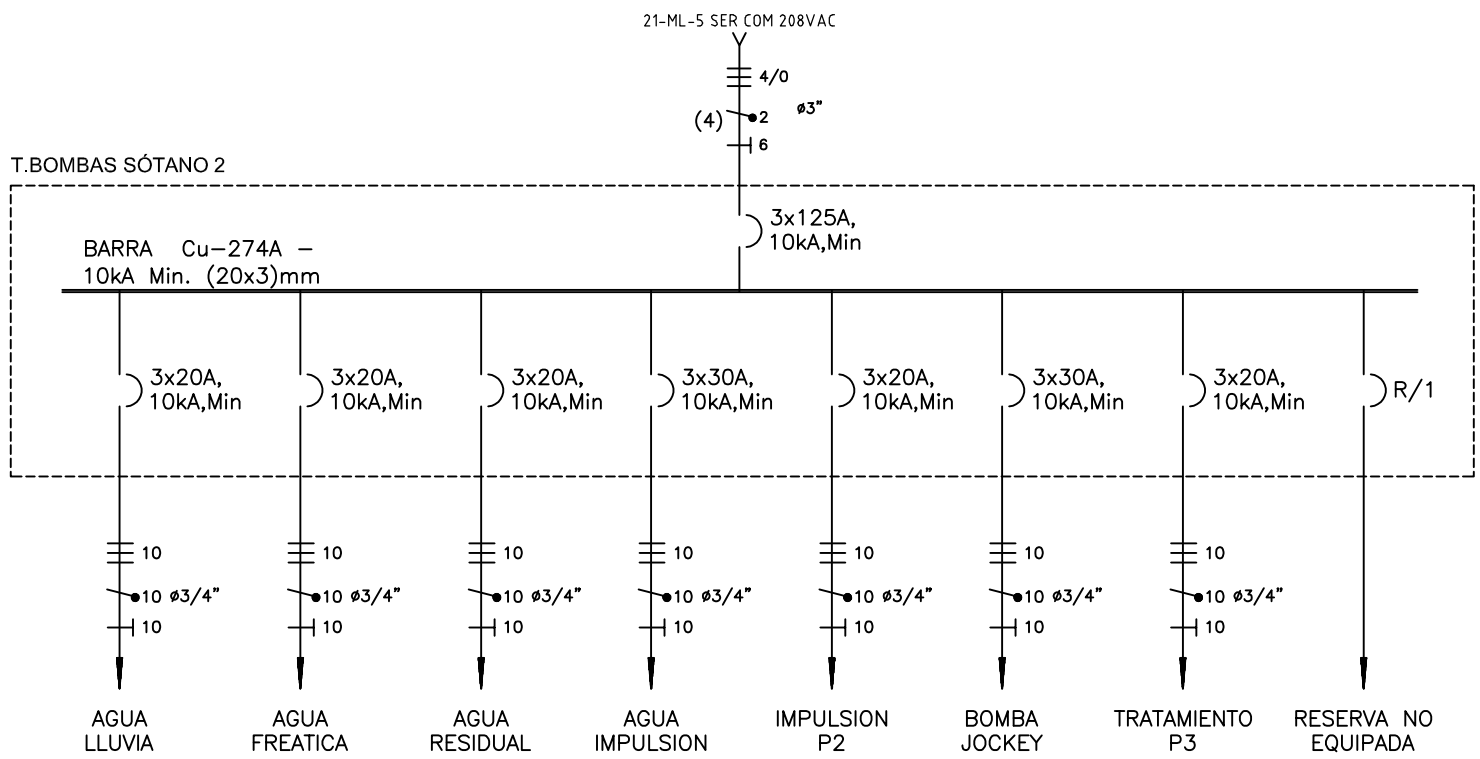 21-ML-5 SER COM 208VAC
4/0
(4) 2 ø3"
6
T.BOMBAS SÓTANO 2
3x125A,
10kA,Min
BARRA Cu-274A -
10kA Min. (20x3)mm
3x20A,
10kA,Min
3x20A,
10kA,Min
3x20A,
10kA,Min
3x30A,
10kA,Min
3x20A,
10kA,Min
3x30A,
10kA,Min
3x20A,
10kA,Min
R/1
10 10 10 10 10 10 10
10 ø3/4" 10 ø3/4" 10 ø3/4" 10 ø3/4" 10 ø3/4" 10 ø3/4" 10 ø3/4"
10 10 10 10 10 10 10
AGUA
LLUVIA
AGUA
FREATICA
AGUA
RESIDUAL
AGUA
IMPULSION
IMPULSION
P2
BOMBA
JOCKEY
TRATAMIENTO
P3
RESERVA NO
EQUIPADA